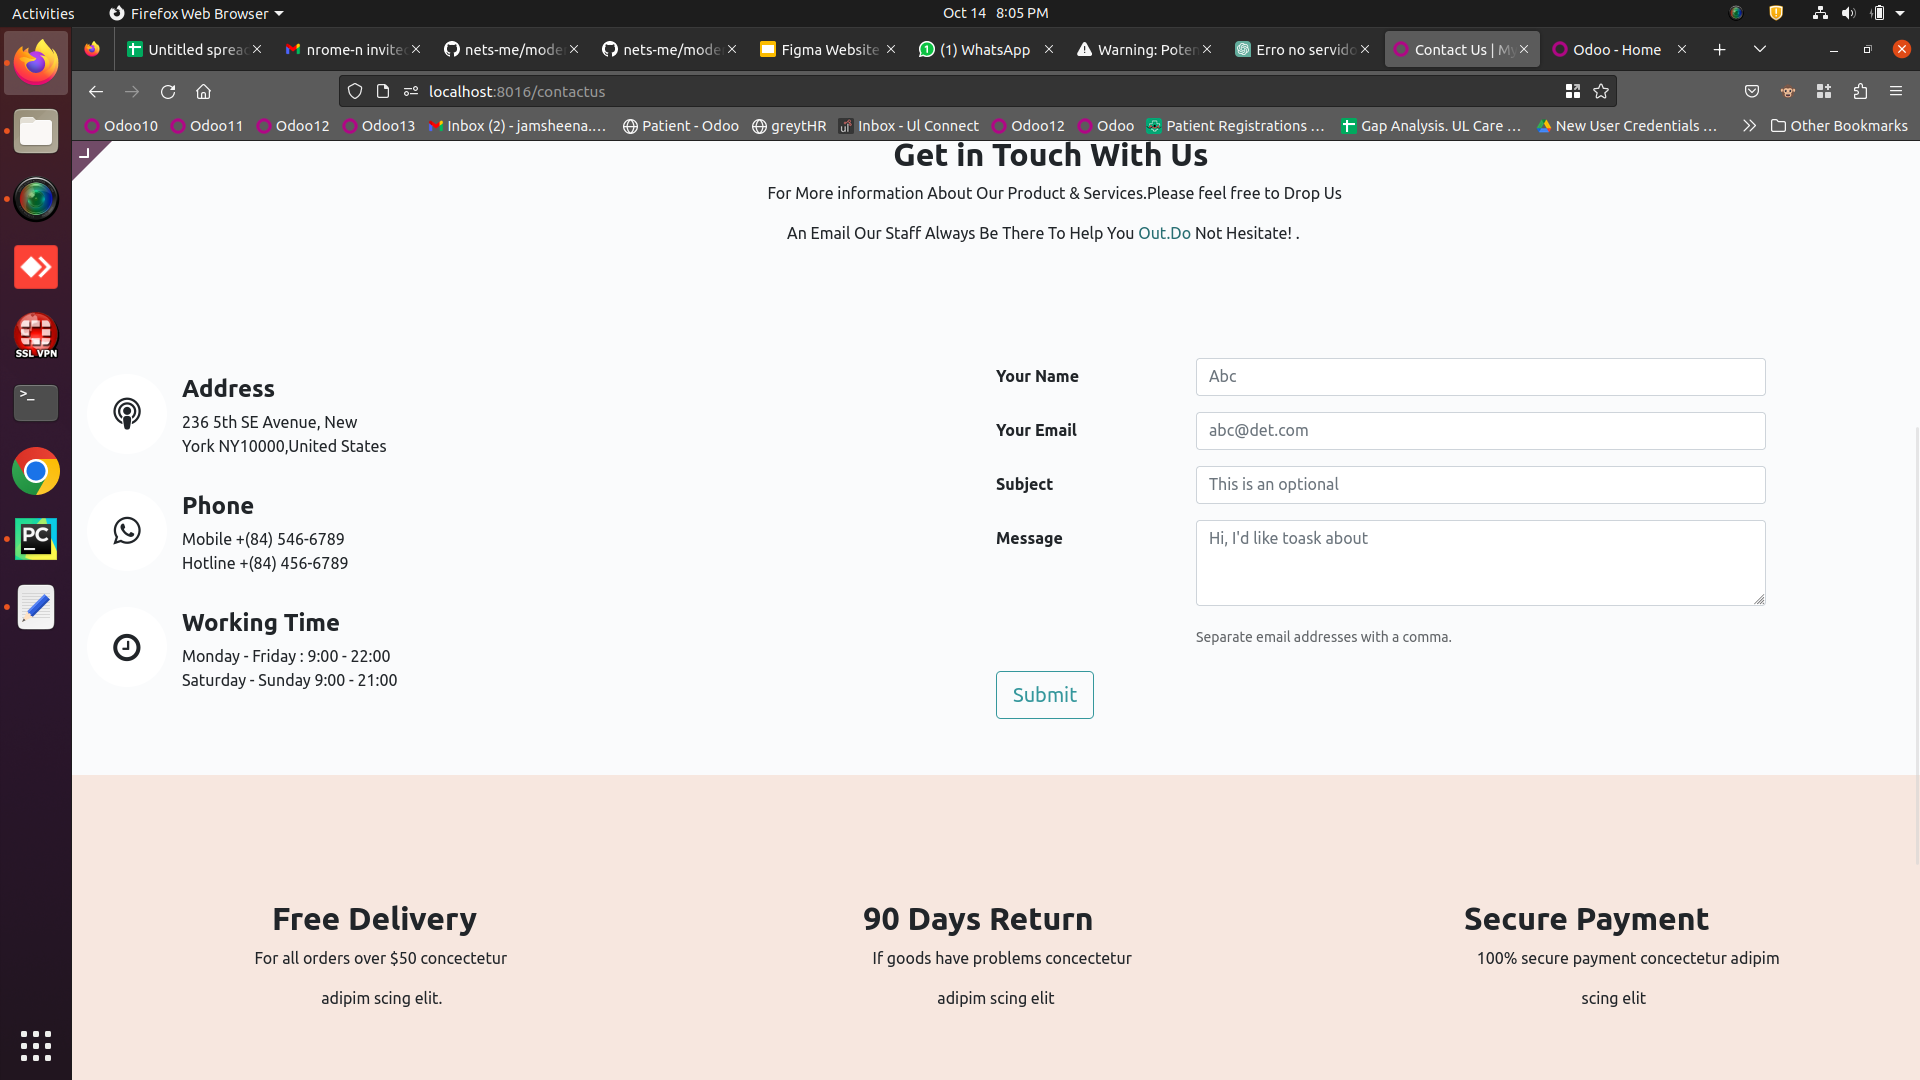 Activities
Firefox Web Browser
Oct 14 8:05 PM
Untitled spread
nrome-n invited
nets-me/moder
nets-me/moder
Figma Website
(1) WhatsApp
Warning: Poten
Erro no servido
Contact Us | My
Odoo - Home
localhost:8016/contactus
Odoo10
Odoo11
Odoo12
Odoo13
Inbox (2) - jamsheena....
Patient - Odoo
greytHR
Inbox - Ul Connect
Odoo12
Odoo
Patient Registrations ...
Gap Analysis. UL Care ...
New User Credentials ...
Other Bookmarks
SSL VPN
>_
PC
Get in Touch With Us
For More information About Our Product & Services.Please feel free to Drop Us
An Email Our Staff Always Be There To Help You Out.Do Not Hesitate! .
Address
236 5th SE Avenue, New
York NY10000,United States
Phone
Mobile +(84) 546-6789
Hotline +(84) 456-6789
Working Time
Monday - Friday : 9:00 - 22:00
Saturday - Sunday 9:00 - 21:00
Your Name
Abc
Your Email
abc@det.com
Subject
This is an optional
Message
Hi, I'd like toask about
Separate email addresses with a comma.
Submit
Free Delivery
For all orders over $50 concectetur
adipim scing elit.
90 Days Return
If goods have problems concectetur
adipim scing elit
Secure Payment
100% secure payment concectetur adipim
scing elit